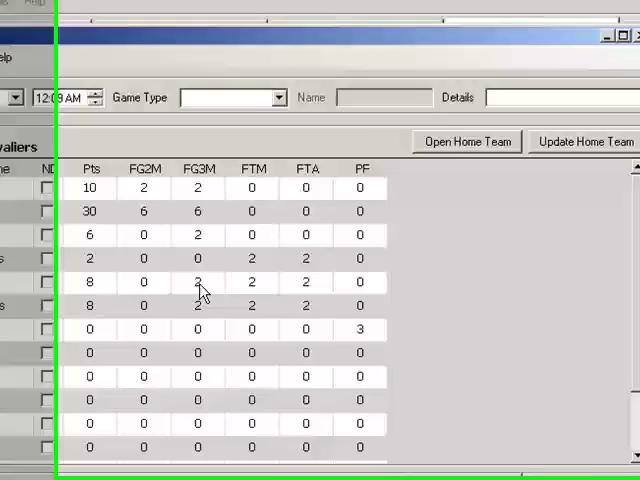 Help
elp
12:09 AM Game Type Name Details
valiers Open Home Team Update Home Team
me ND Pts FG2M FG3M FTM FTA PF
10 2 2 0 0 0
30 6 6 0 0 0
6 0 2 0 0 0
s 2 0 0 2 2 0
8 0 2 2 2 0
s 8 0 2 2 2 0
0 0 0 0 0 3
0 0 0 0 0 0
0 0 0 0 0 0
0 0 0 0 0 0
0 0 0 0 0 0
0 0 0 0 0 0